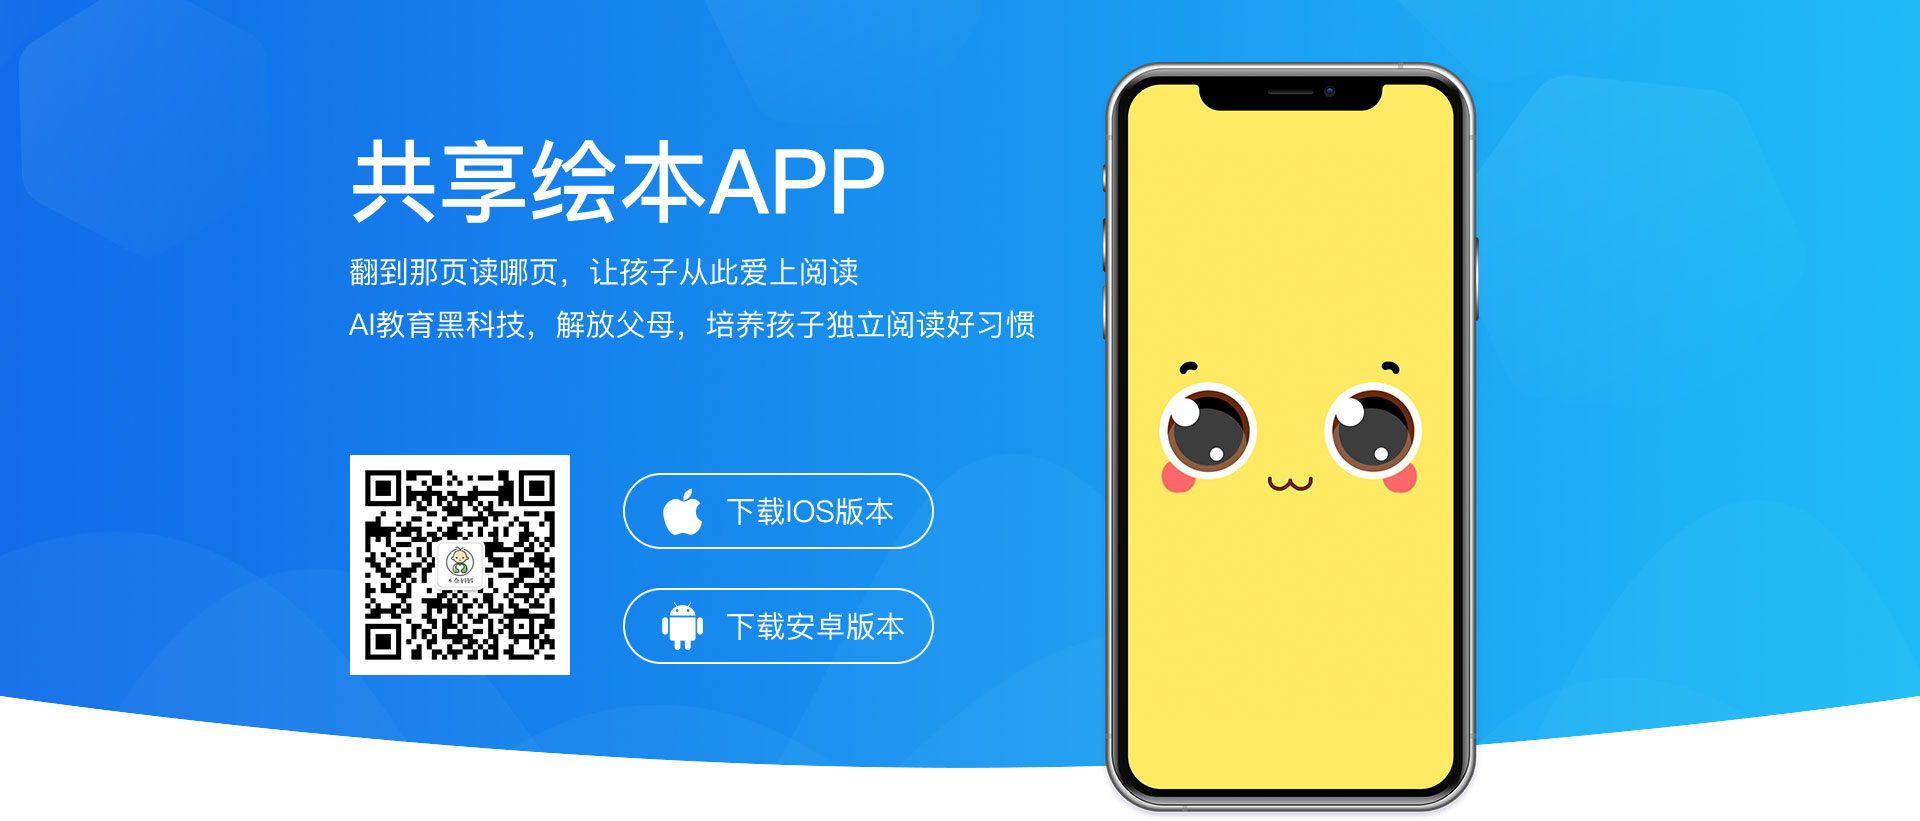 共享绘本APP
翻到那页读哪页，让孩子从此爱上阅读
AI教育黑科技，解放父母，培养孩子独立阅读好习惯
下载IOS版本
下载安卓版本